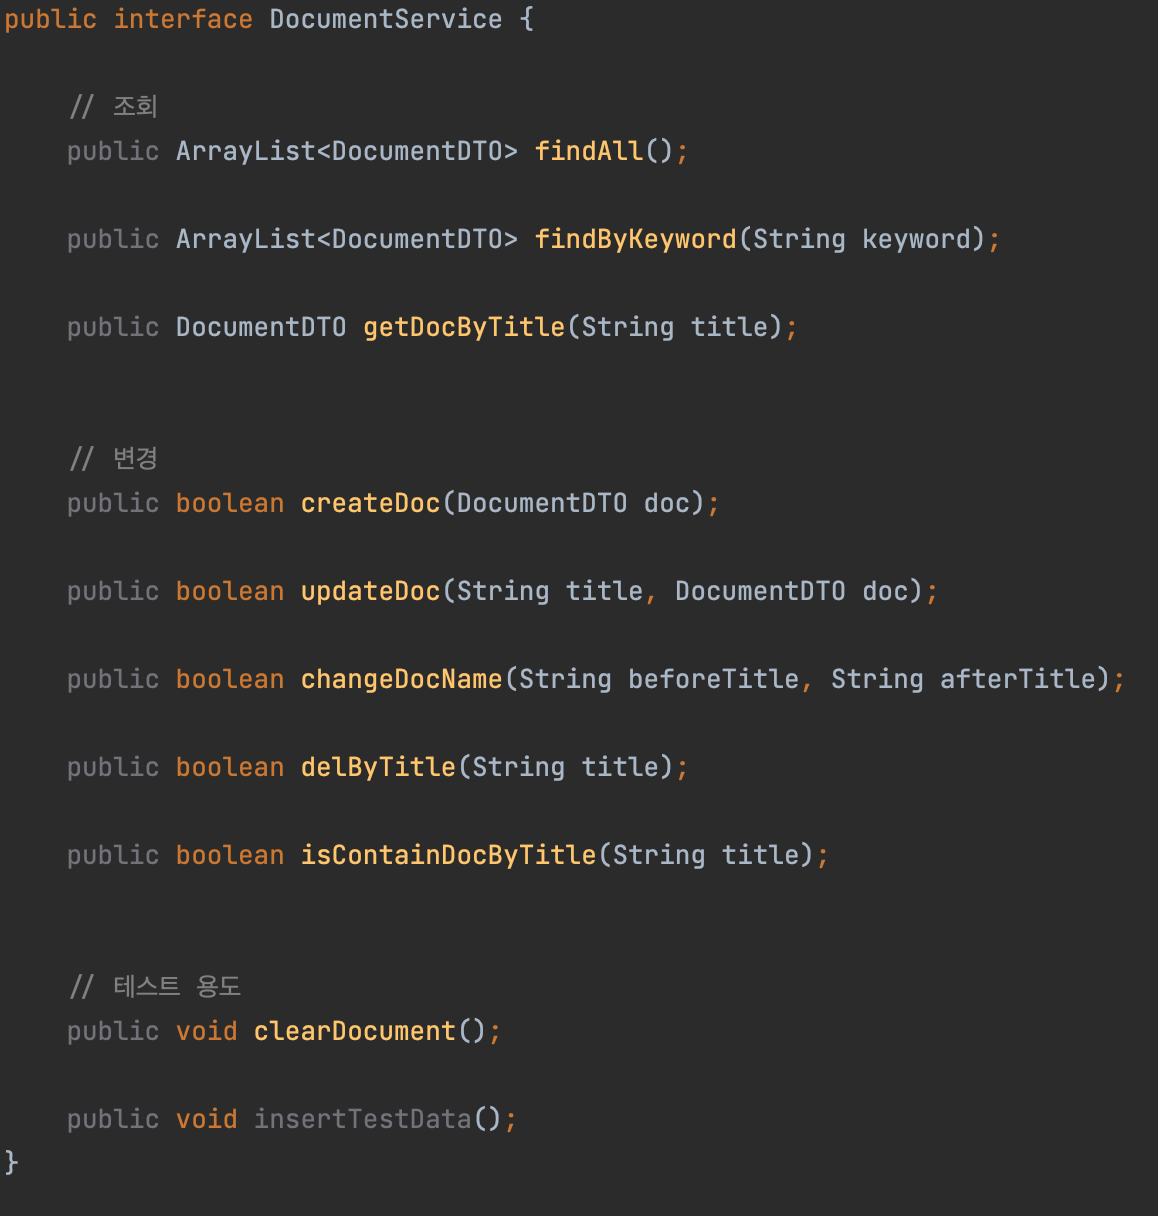 public interface DocumentService {
// 조회
public ArrayList<DocumentDTO> findAll();
public ArrayList<DocumentDTO> findByKeyword(String keyword);
public DocumentDTO getDocByTitle(String title);
// 변경
public boolean createDoc(DocumentDTO doc);
public boolean updateDoc(String title, DocumentDTO doc);
public boolean changeDocName(String beforeTitle, String afterTitle);
public boolean delByTitle(String title);
public boolean isContainDocByTitle(String title);
// 테스트 용도
public void clearDocument();
public void insertTestData();
}